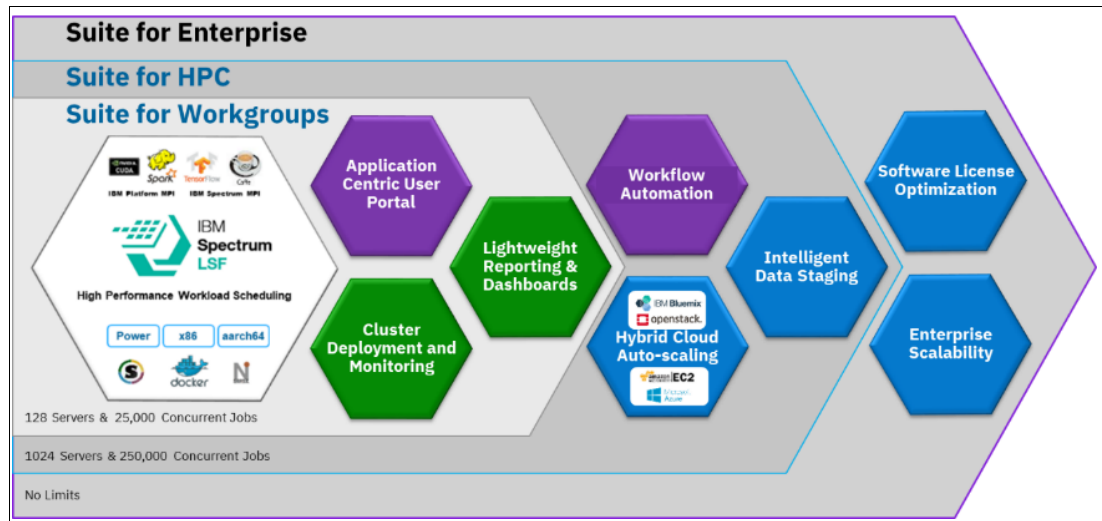 Suite for Enterprise
Suite for HPC
Suite for Workgroups
NVIDIA
CUDA
Spark
TensorFlow
Caffe
IBM Platform MPI
IBM Spectrum MPI
IBM
Spectrum
LSF
High Performance Workload Scheduling
Power
x86
aarch64
S
docker
N
Application
Centric User
Portal
Lightweight
Reporting &
Dashboards
Cluster
Deployment and
Monitoring
Workflow
Automation
IBM Bluemix
openstack.
Hybrid Cloud
Auto-scaling
EC2
Microsoft
Azure
Intelligent
Data Staging
Software License
Optimization
Enterprise
Scalability
128 Servers & 25,000 Concurrent Jobs
1024 Servers & 250,000 Concurrent Jobs
No Limits